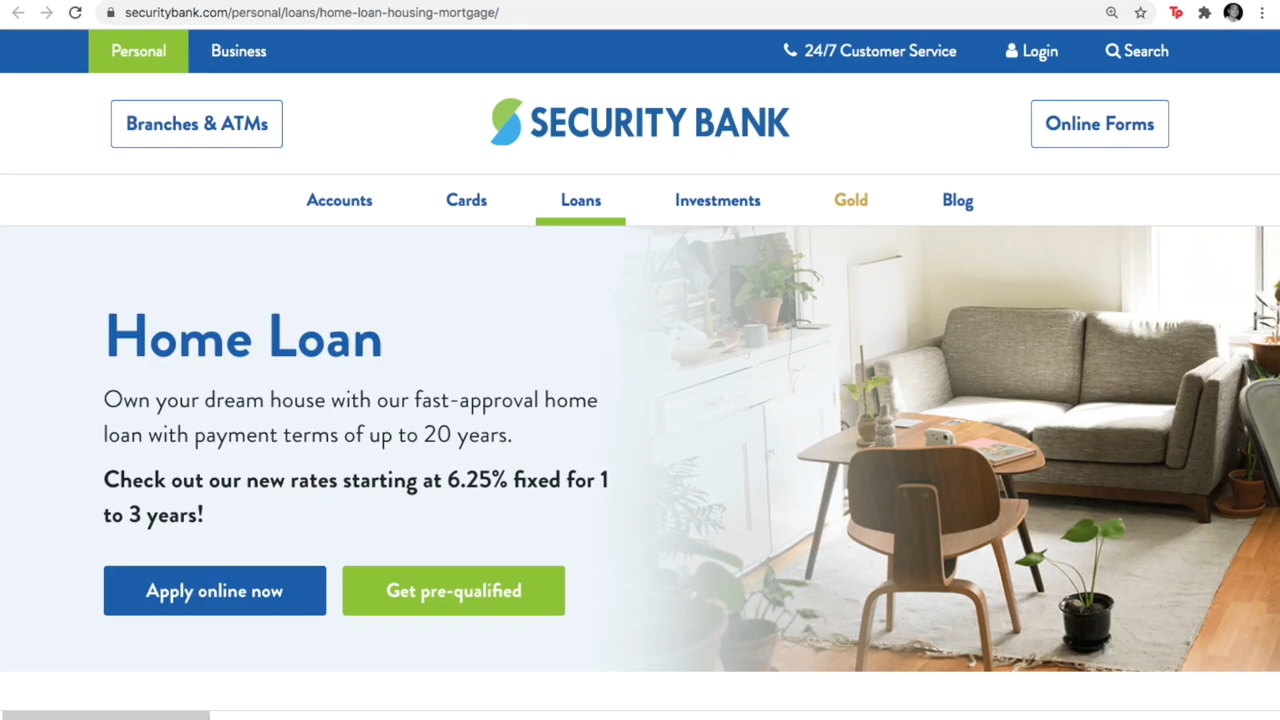 securitybank.com/personal/loans/home-loan-housing-mortgage/
Tp
Personal
Business
24/7 Customer Service
Login
Search
Branches & ATMs
SECURITY BANK
Online Forms
Accounts
Cards
Loans
Investments
Gold
Blog
Home Loan
Own your dream house with our fast-approval home
loan with payment terms of up to 20 years.
Check out our new rates starting at 6.25% fixed for 1
to 3 years!
Apply online now
Get pre-qualified